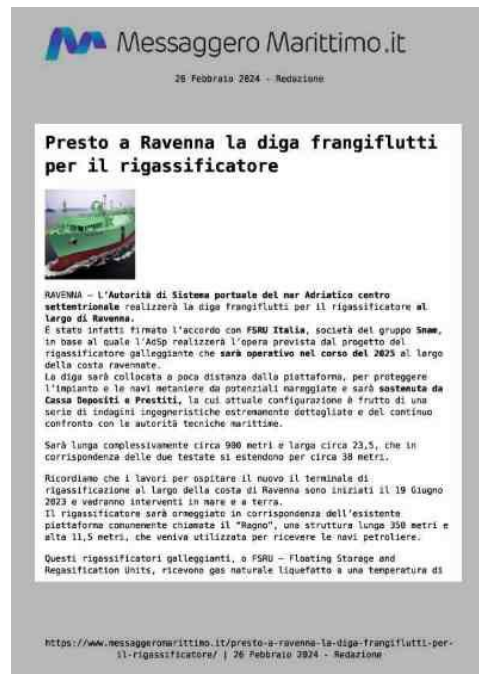 Messaggero Marittimo.it
26 Febbraio 2024 - Redazione
Presto a Ravenna la diga frangiflutti
per il rigassificatore
RAVENNA – L'Autorità di Sistema portuale del mar Adriatico centro
settentrionale realizzerà la diga frangiflutti per il rigassificatore al
largo di Ravenna.
É stato infatti firmato l'accordo con FSRU Italia, società del gruppo Snam,
in base al quale l'AdSp realizzerà l'opera prevista dal progetto del
rigassificatore galleggiante che sarà operativo nel corso del 2025 al largo
della costa ravennate.
La diga sarà collocata a poca distanza dalla piattaforma, per proteggere
l'impianto e le navi metaniere da potenziali mareggiate e sarà sostenuta da
Cassa Depositi e Prestiti, la cui attuale configurazione è frutto di una
serie di indagini ingegneristiche estremamente dettagliate e del continuo
confronto con le autorità tecniche marittime.
Sarà lunga complessivamente circa 900 metri e larga circa 23,5, che in
corrispondenza delle due testate si estendono per circa 38 metri.
Ricordiamo che i lavori per ospitare il nuovo il terminale di
rigassificazione al largo della costa di Ravenna sono iniziati il 19 Giugno
2023 e vedranno interventi in mare e a terra.
Il rigassificatore sarà ormeggiato in corrispondenza dell'esistente
piattaforma comunemente chiamata il "Ragno", una struttura lunga 350 metri e
alta 11,5 metri, che veniva utilizzata per ricevere le navi petroliere.
Questi rigassificatori galleggianti, o FSRU – Floating Storage and
Regasification Units, ricevono gas naturale liquefatto a una temperatura di
https://www.messaggeromarittimo.it/presto-a-ravenna-la-diga-frangiflutti-per-
il-rigassificatore/ | 26 Febbraio 2024 - Redazione